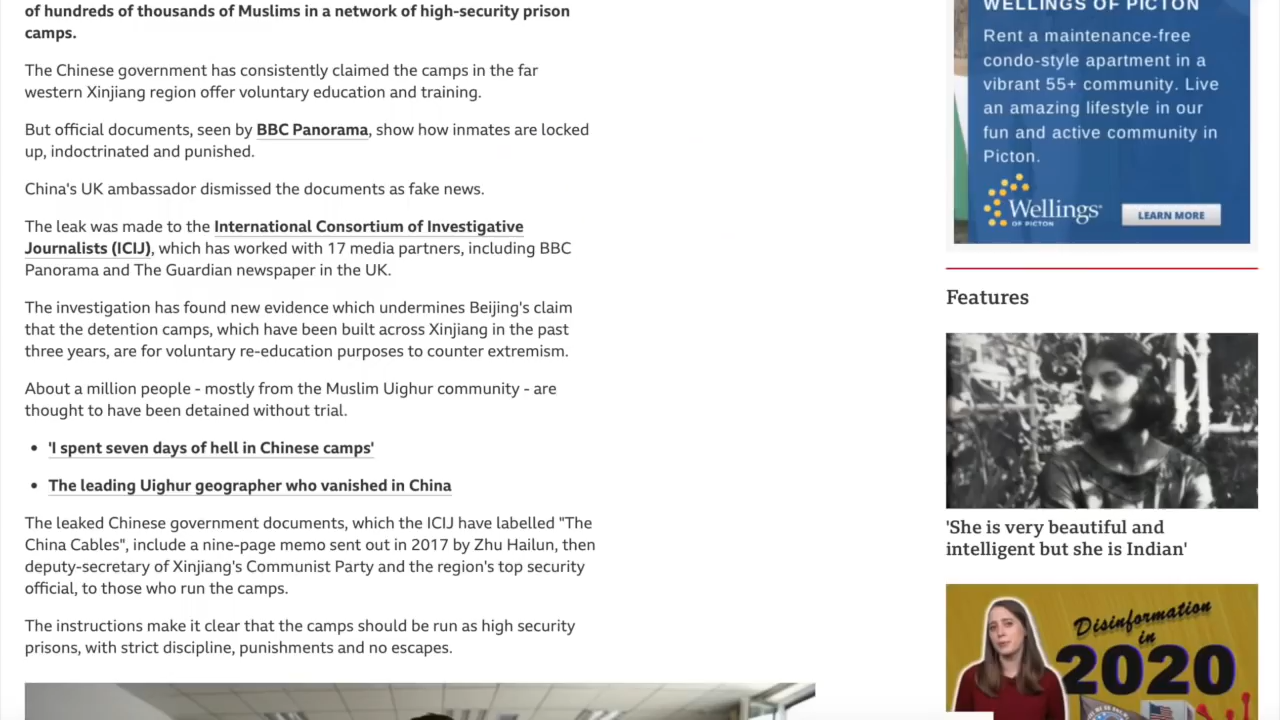 of hundreds of thousands of Muslims in a network of high-security prison
camps.
The Chinese government has consistently claimed the camps in the far
western Xinjiang region offer voluntary education and training.
But official documents, seen by BBC Panorama, show how inmates are locked
up, indoctrinated and punished.
China's UK ambassador dismissed the documents as fake news.
The leak was made to the International Consortium of Investigative
Journalists (ICIJ), which has worked with 17 media partners, including BBC
Panorama and The Guardian newspaper in the UK.
The investigation has found new evidence which undermines Beijing's claim
that the detention camps, which have been built across Xinjiang in the past
three years, are for voluntary re-education purposes to counter extremism.
About a million people - mostly from the Muslim Uighur community - are
thought to have been detained without trial.
• 'I spent seven days of hell in Chinese camps'
• The leading Uighur geographer who vanished in China
The leaked Chinese government documents, which the ICIJ have labelled "The
China Cables", include a nine-page memo sent out in 2017 by Zhu Hailun, then
deputy-secretary of Xinjiang's Communist Party and the region's top security
official, to those who run the camps.
The instructions make it clear that the camps should be run as high security
prisons, with strict discipline, punishments and no escapes.
WELLINGS OF PICTON
Rent a maintenance-free
condo-style apartment in a
vibrant 55+ community. Live
an amazing lifestyle in our
fun and active community in
Picton.
Wellings
OF PICTON
LEARN MORE
Features
'She is very beautiful and
intelligent but she is Indian'
Disinformation
in
2020